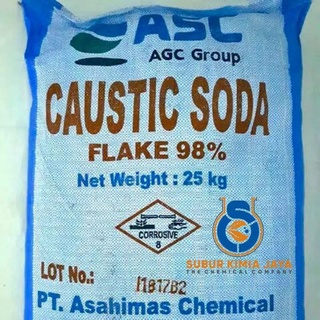 ASC
AGC Group
CAUSTIC SODA
FLAKE 98%
Net Weight : 25 kg
CORROSIVE
8
SUBUR KIMIA JAYA
THE CHEMICAL COMPANY
LOT No.: 1181782
PT. Asahimas Chemical